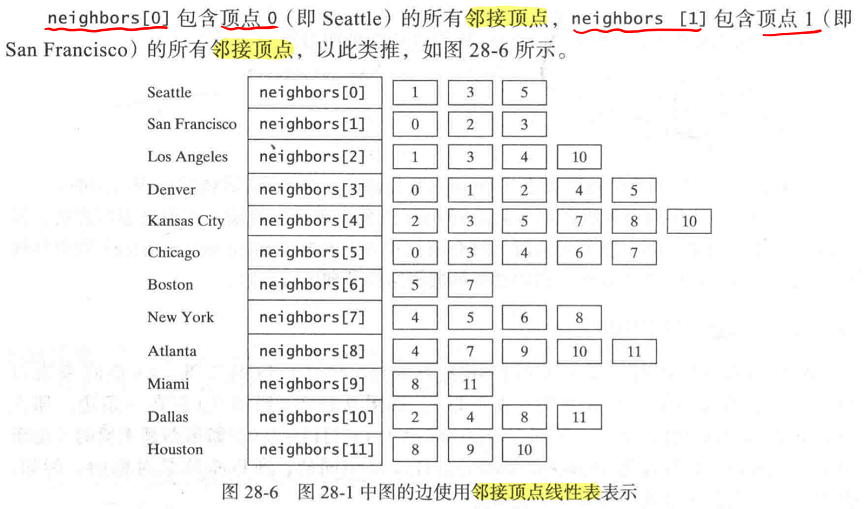 neighbors[0] 包含顶点 0（即 Seattle）的所有邻接顶点，neighbors [1] 包含顶点 1（即
San Francisco）的所有邻接顶点，以此类推，如图 28-6 所示。
Seattle neighbors[0] 1 3 5
San Francisco neighbors[1] 0 2 3
Los Angeles neighbors[2] 1 3 4 10
Denver neighbors[3] 0 1 2 4 5
Kansas City neighbors[4] 2 3 5 7 8 10
Chicago neighbors[5] 0 3 4 6 7
Boston neighbors[6] 5 7
New York neighbors[7] 4 5 6 8
Atlanta neighbors[8] 4 7 9 10 11
Miami neighbors[9] 8 11
Dallas neighbors[10] 2 4 8 11
Houston neighbors[11] 8 9 10
图 28-6 图 28-1 中图的边使用邻接顶点线性表表示